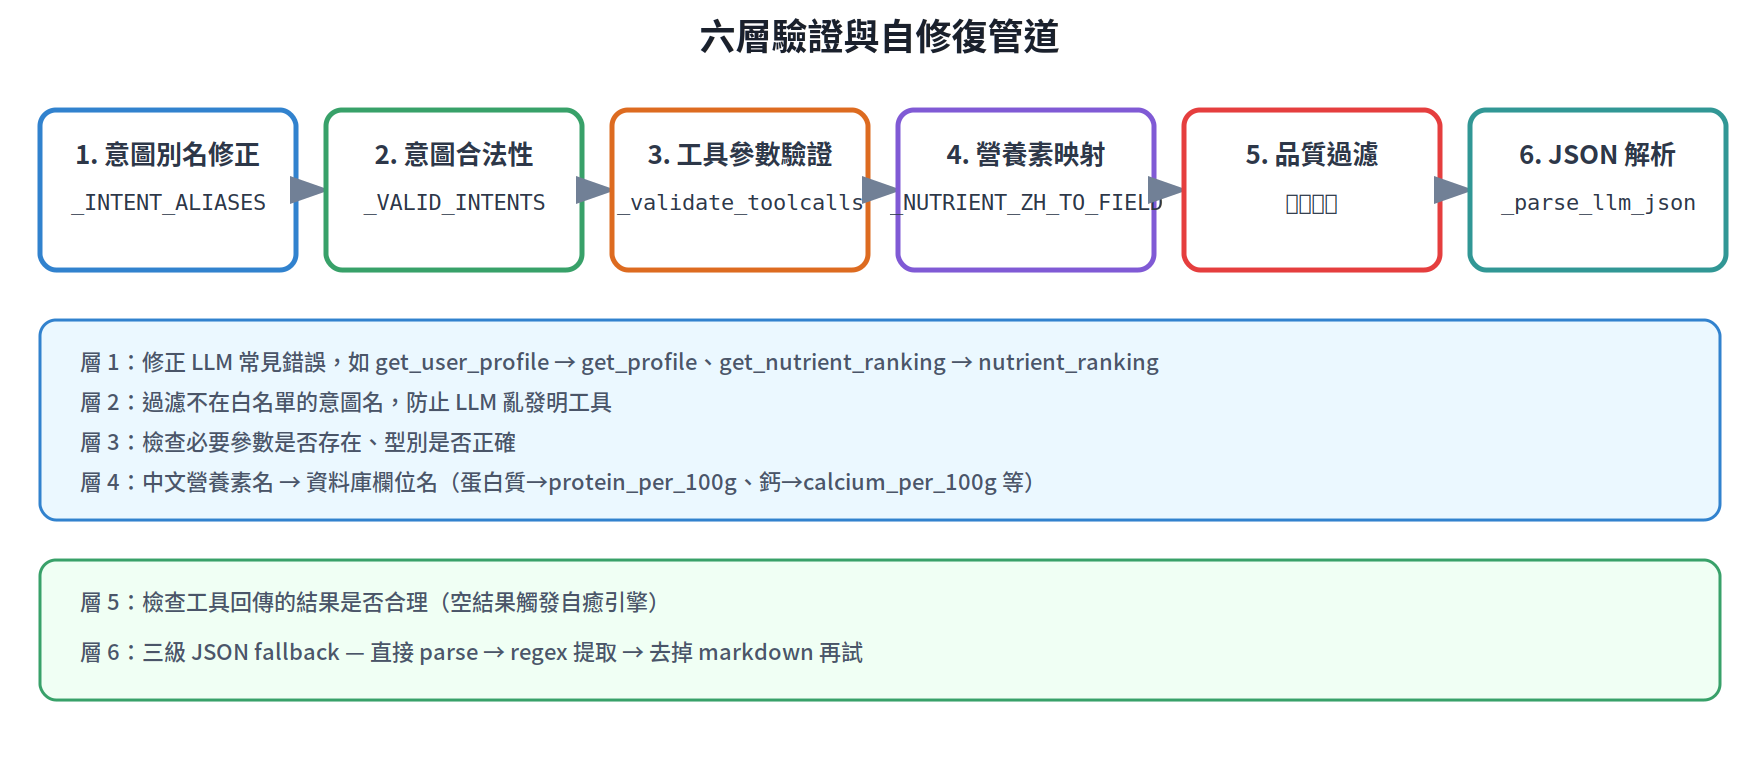 六層驗證與自修復管道
1. 意圖別名修正
_INTENT_ALIASES
2. 意圖合法性
_VALID_INTENTS
3. 工具參數驗證
_validate_toolcalls
4. 營養素映射
_NUTRIENT_ZH_TO_FIELD
5. 品質過濾
6. JSON 解析
_parse_llm_json
層 1：修正 LLM 常見錯誤，如 get_user_profile → get_profile、get_nutrient_ranking → nutrient_ranking
層 2：過濾不在白名單的意圖名，防止 LLM 亂發明工具
層 3：檢查必要參數是否存在、型別是否正確
層 4：中文營養素名 → 資料庫欄位名（蛋白質→protein_per_100g、鈣→calcium_per_100g 等）
層 5：檢查工具回傳的結果是否合理（空結果觸發自癒引擎）
層 6：三級 JSON fallback — 直接 parse → regex 提取 → 去掉 markdown 再試